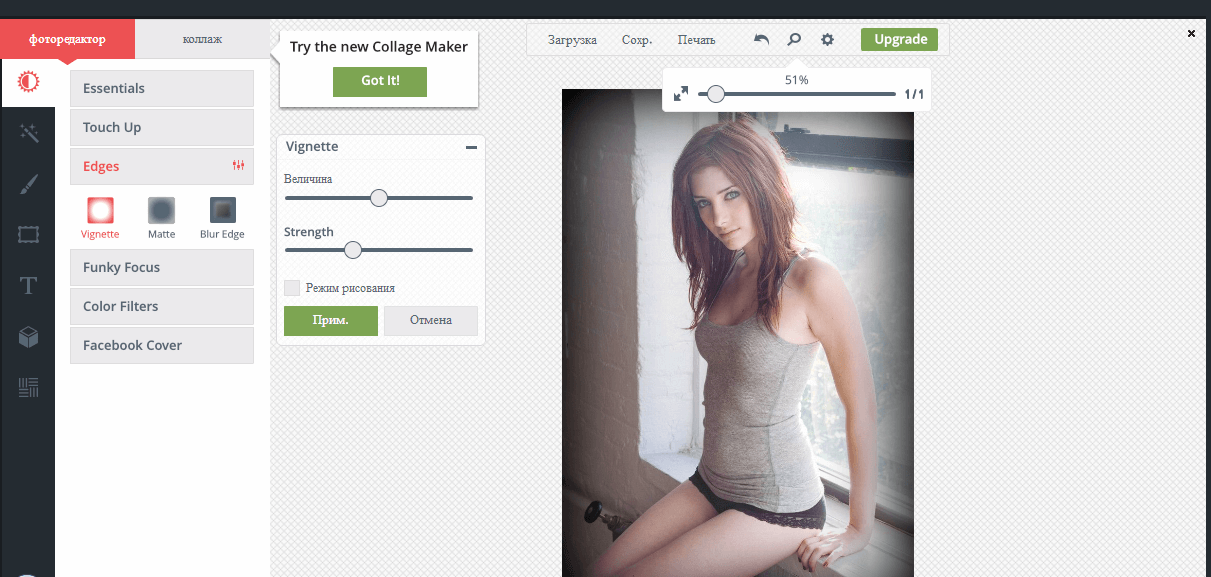 фоторедактор
коллаж
Try the new Collage Maker
Got It!
Загрузка
Сохр.
Печать
Upgrade
51%
1/1
Essentials
Touch Up
Edges
Vignette
Matte
Blur Edge
Funky Focus
Color Filters
Facebook Cover
Vignette
Величина
Strength
Режим рисования
Прим.
Отмена